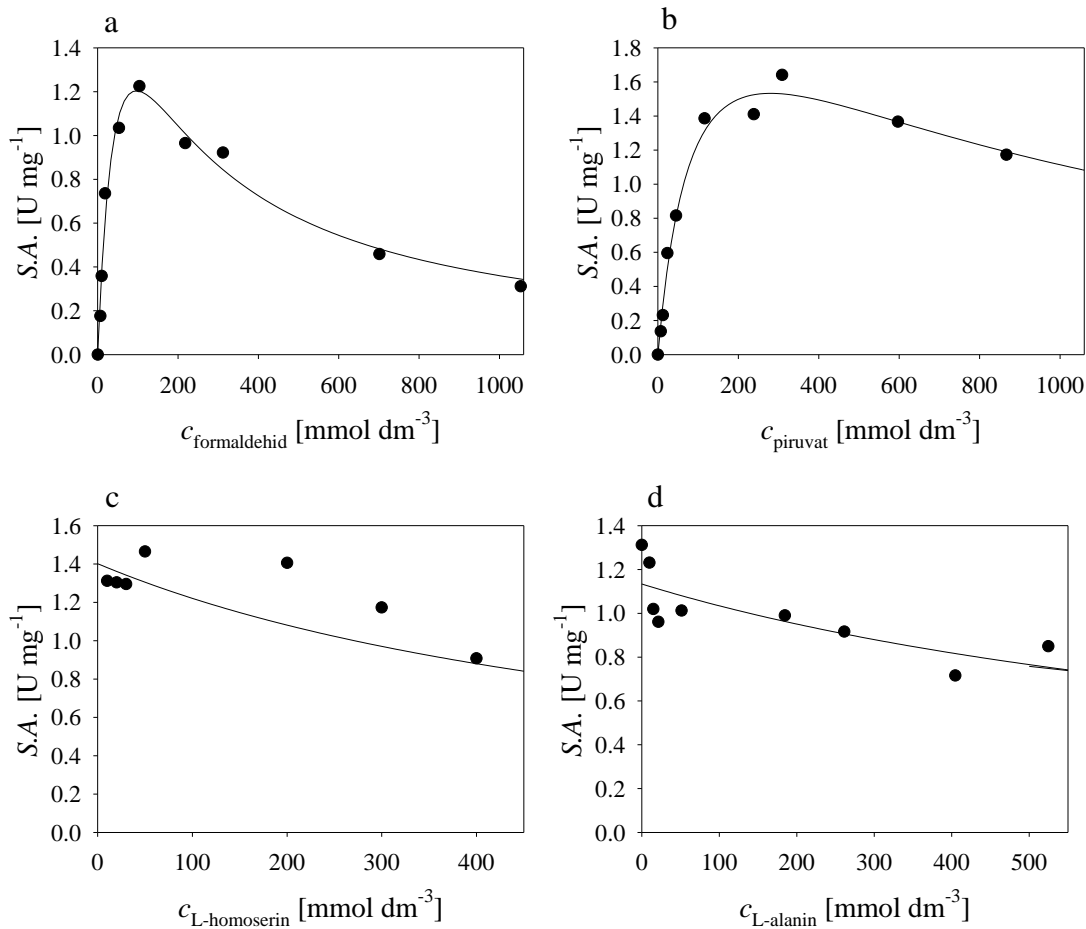 a
1.4
1.2
1.0
0.8
0.6
0.4
0.2
0.0
S.A. [U mg-1]
0 200 400 600 800 1000
cformaldehid [mmol dm-3]
b
1.8
1.6
1.4
1.2
1.0
0.8
0.6
0.4
0.2
0.0
S.A. [U mg-1]
0 200 400 600 800 1000
cpiruvat [mmol dm-3]
c
1.6
1.4
1.2
1.0
0.8
0.6
0.4
0.2
0.0
S.A. [U mg-1]
0 100 200 300 400
cL-homoserin [mmol dm-3]
d
1.4
1.2
1.0
0.8
0.6
0.4
0.2
0.0
S.A. [U mg-1]
0 100 200 300 400 500
cL-alanin [mmol dm-3]